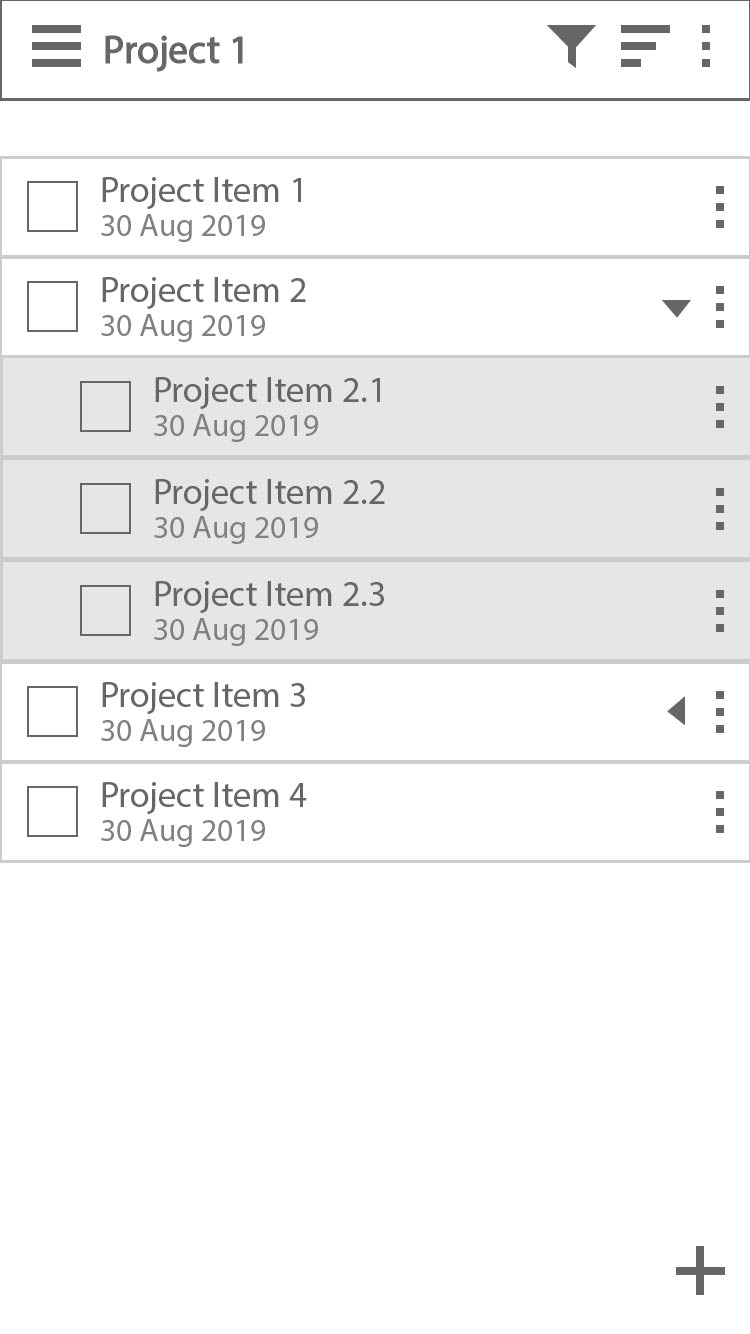 Project 1
Project Item 1
30 Aug 2019
Project Item 2
30 Aug 2019
Project Item 2.1
30 Aug 2019
Project Item 2.2
30 Aug 2019
Project Item 2.3
30 Aug 2019
Project Item 3
30 Aug 2019
Project Item 4
30 Aug 2019